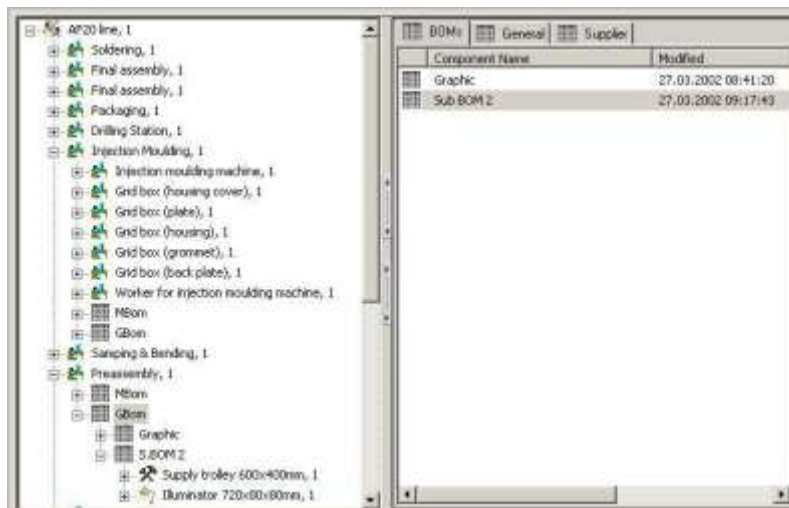 AF20 line, 1
Soldering, 1
Final assembly, 1
Final assembly, 1
Packaging, 1
Drilling Station, 1
Injection Moulding, 1
Injection moulding machine, 1
Grid box (housing cover), 1
Grid box (plate), 1
Grid box (housing), 1
Grid box (grommet), 1
Grid box (back plate), 1
Worker for injection moulding machine, 1
MBom
GBom
Samping & Bending, 1
Preassembly, 1
MBom
GBom
Graphic
S.BOM 2
Supply trolley 600x400mm, 1
Illuminator 720x80x80mm, 1
BOMs General Supplier
Component Name Modified
Graphic 27.03.2002 08:41:20
Sub BOM 2 27.03.2002 09:17:43